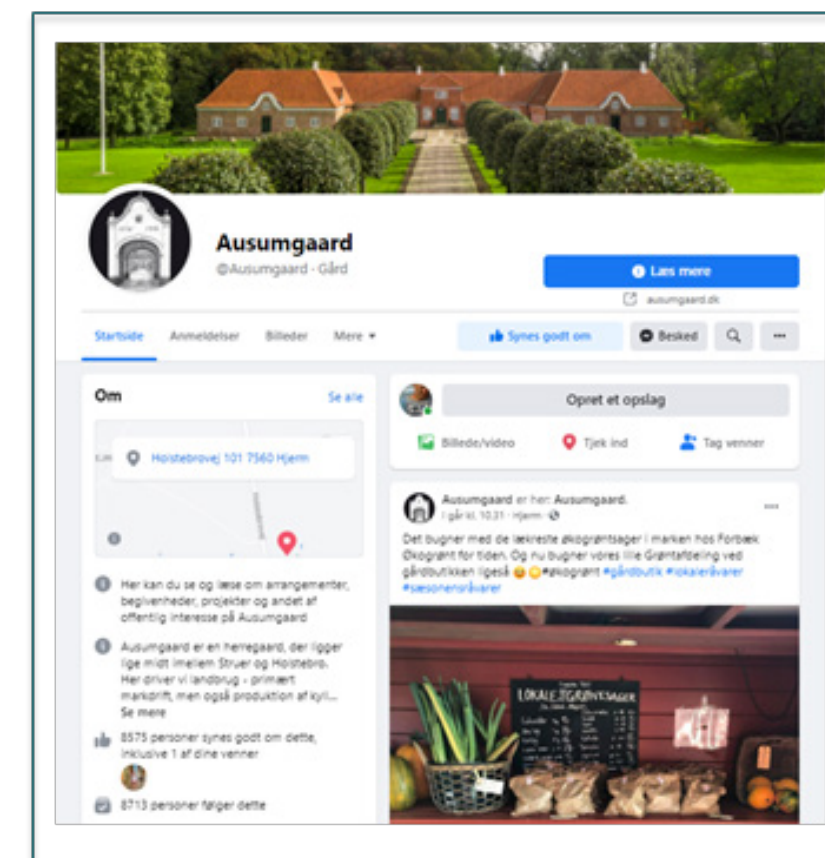 Ausumgaard
@Ausumgaard · Gård
Læs mere
ausumgaard.dk
Startside
Anmeldelser
Billeder
Mere
Synes godt om
Besked
Om
Se alle
Holstebrovej 101 7560 Hjerm
Her kan du se og læse om arrangementer,
begivenheder, projekter og andet af
offentlig interesse på Ausumgaard
Ausumgaard er en herregaard, der ligger
lige midt imellem Struer og Holstebro.
Her driver vi landbrug - primært
markdrift, men også produktion af kyll...
Se mere
8575 personer synes godt om dette,
inklusive 1 af dine venner
8713 personer følger dette
Opret et opslag
Billede/video
Tjek ind
Tag venner
Ausumgaard er her: Ausumgaard.
I går kl. 10.31 · Hjerm ·
Det bugner med de lækreste økogrøntsager i marken hos Forbæk
Økogrønt for tiden. Og nu bugner vores lille Grøntafdeling ved
gårdbutikken ligeså #økogrønt #gårdbutik #lokaleråvarer
#sæsonensråvarer
LOKALE GRØNTSAGER